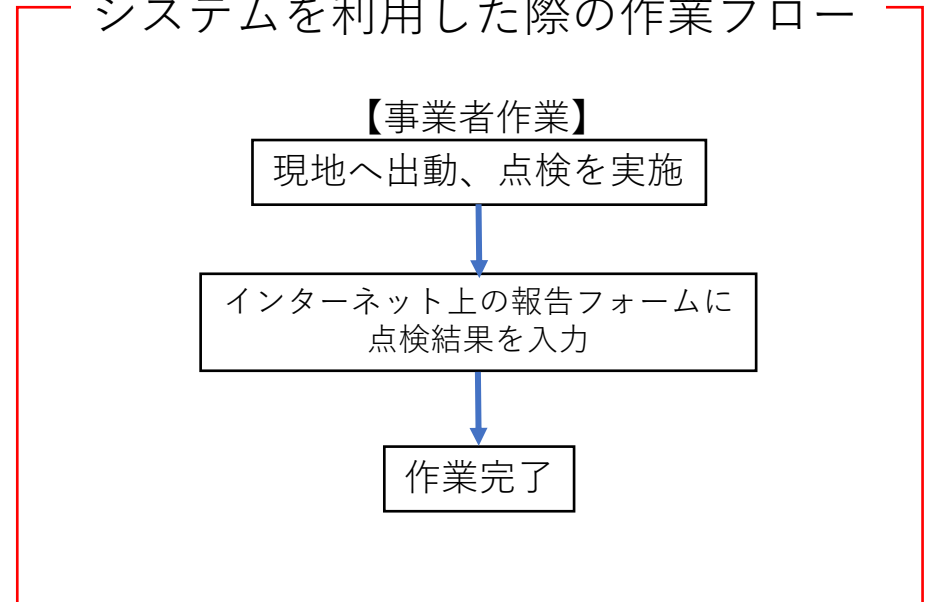 システムを利用した際の作業フロー
【事業者作業】
現地へ出動、点検を実施
インターネット上の報告フォームに
点検結果を入力
作業完了